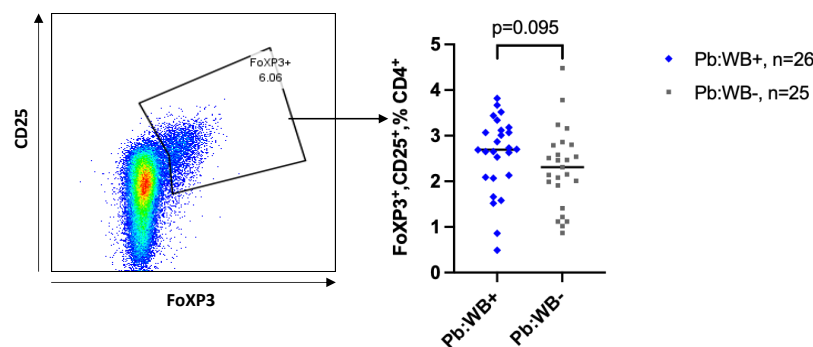 CD25
FoXP3+
6.06
FoXP3
p=0.095
FoXP3⁺,CD25⁺,% CD4⁺
5
4
3
2
1
0
Pb:WB+
Pb:WB-
Pb:WB+, n=26
Pb:WB-, n=25